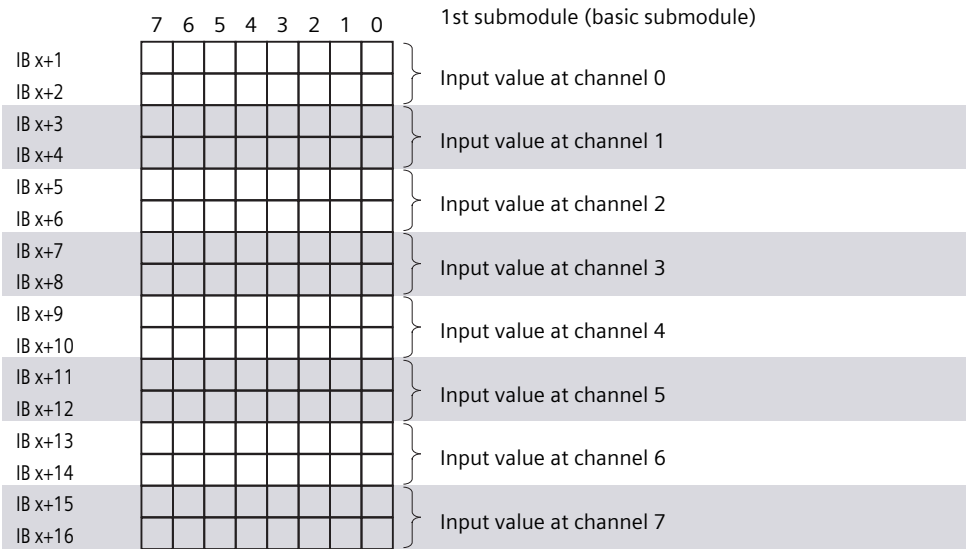 1st submodule (basic submodule)
7 6 5 4 3 2 1 0
IB x+1
Input value at channel 0
IB x+2
IB x+3
Input value at channel 1
IB x+4
IB x+5
Input value at channel 2
IB x+6
IB x+7
Input value at channel 3
IB x+8
IB x+9
Input value at channel 4
IB x+10
IB x+11
Input value at channel 5
IB x+12
IB x+13
Input value at channel 6
IB x+14
IB x+15
Input value at channel 7
IB x+16